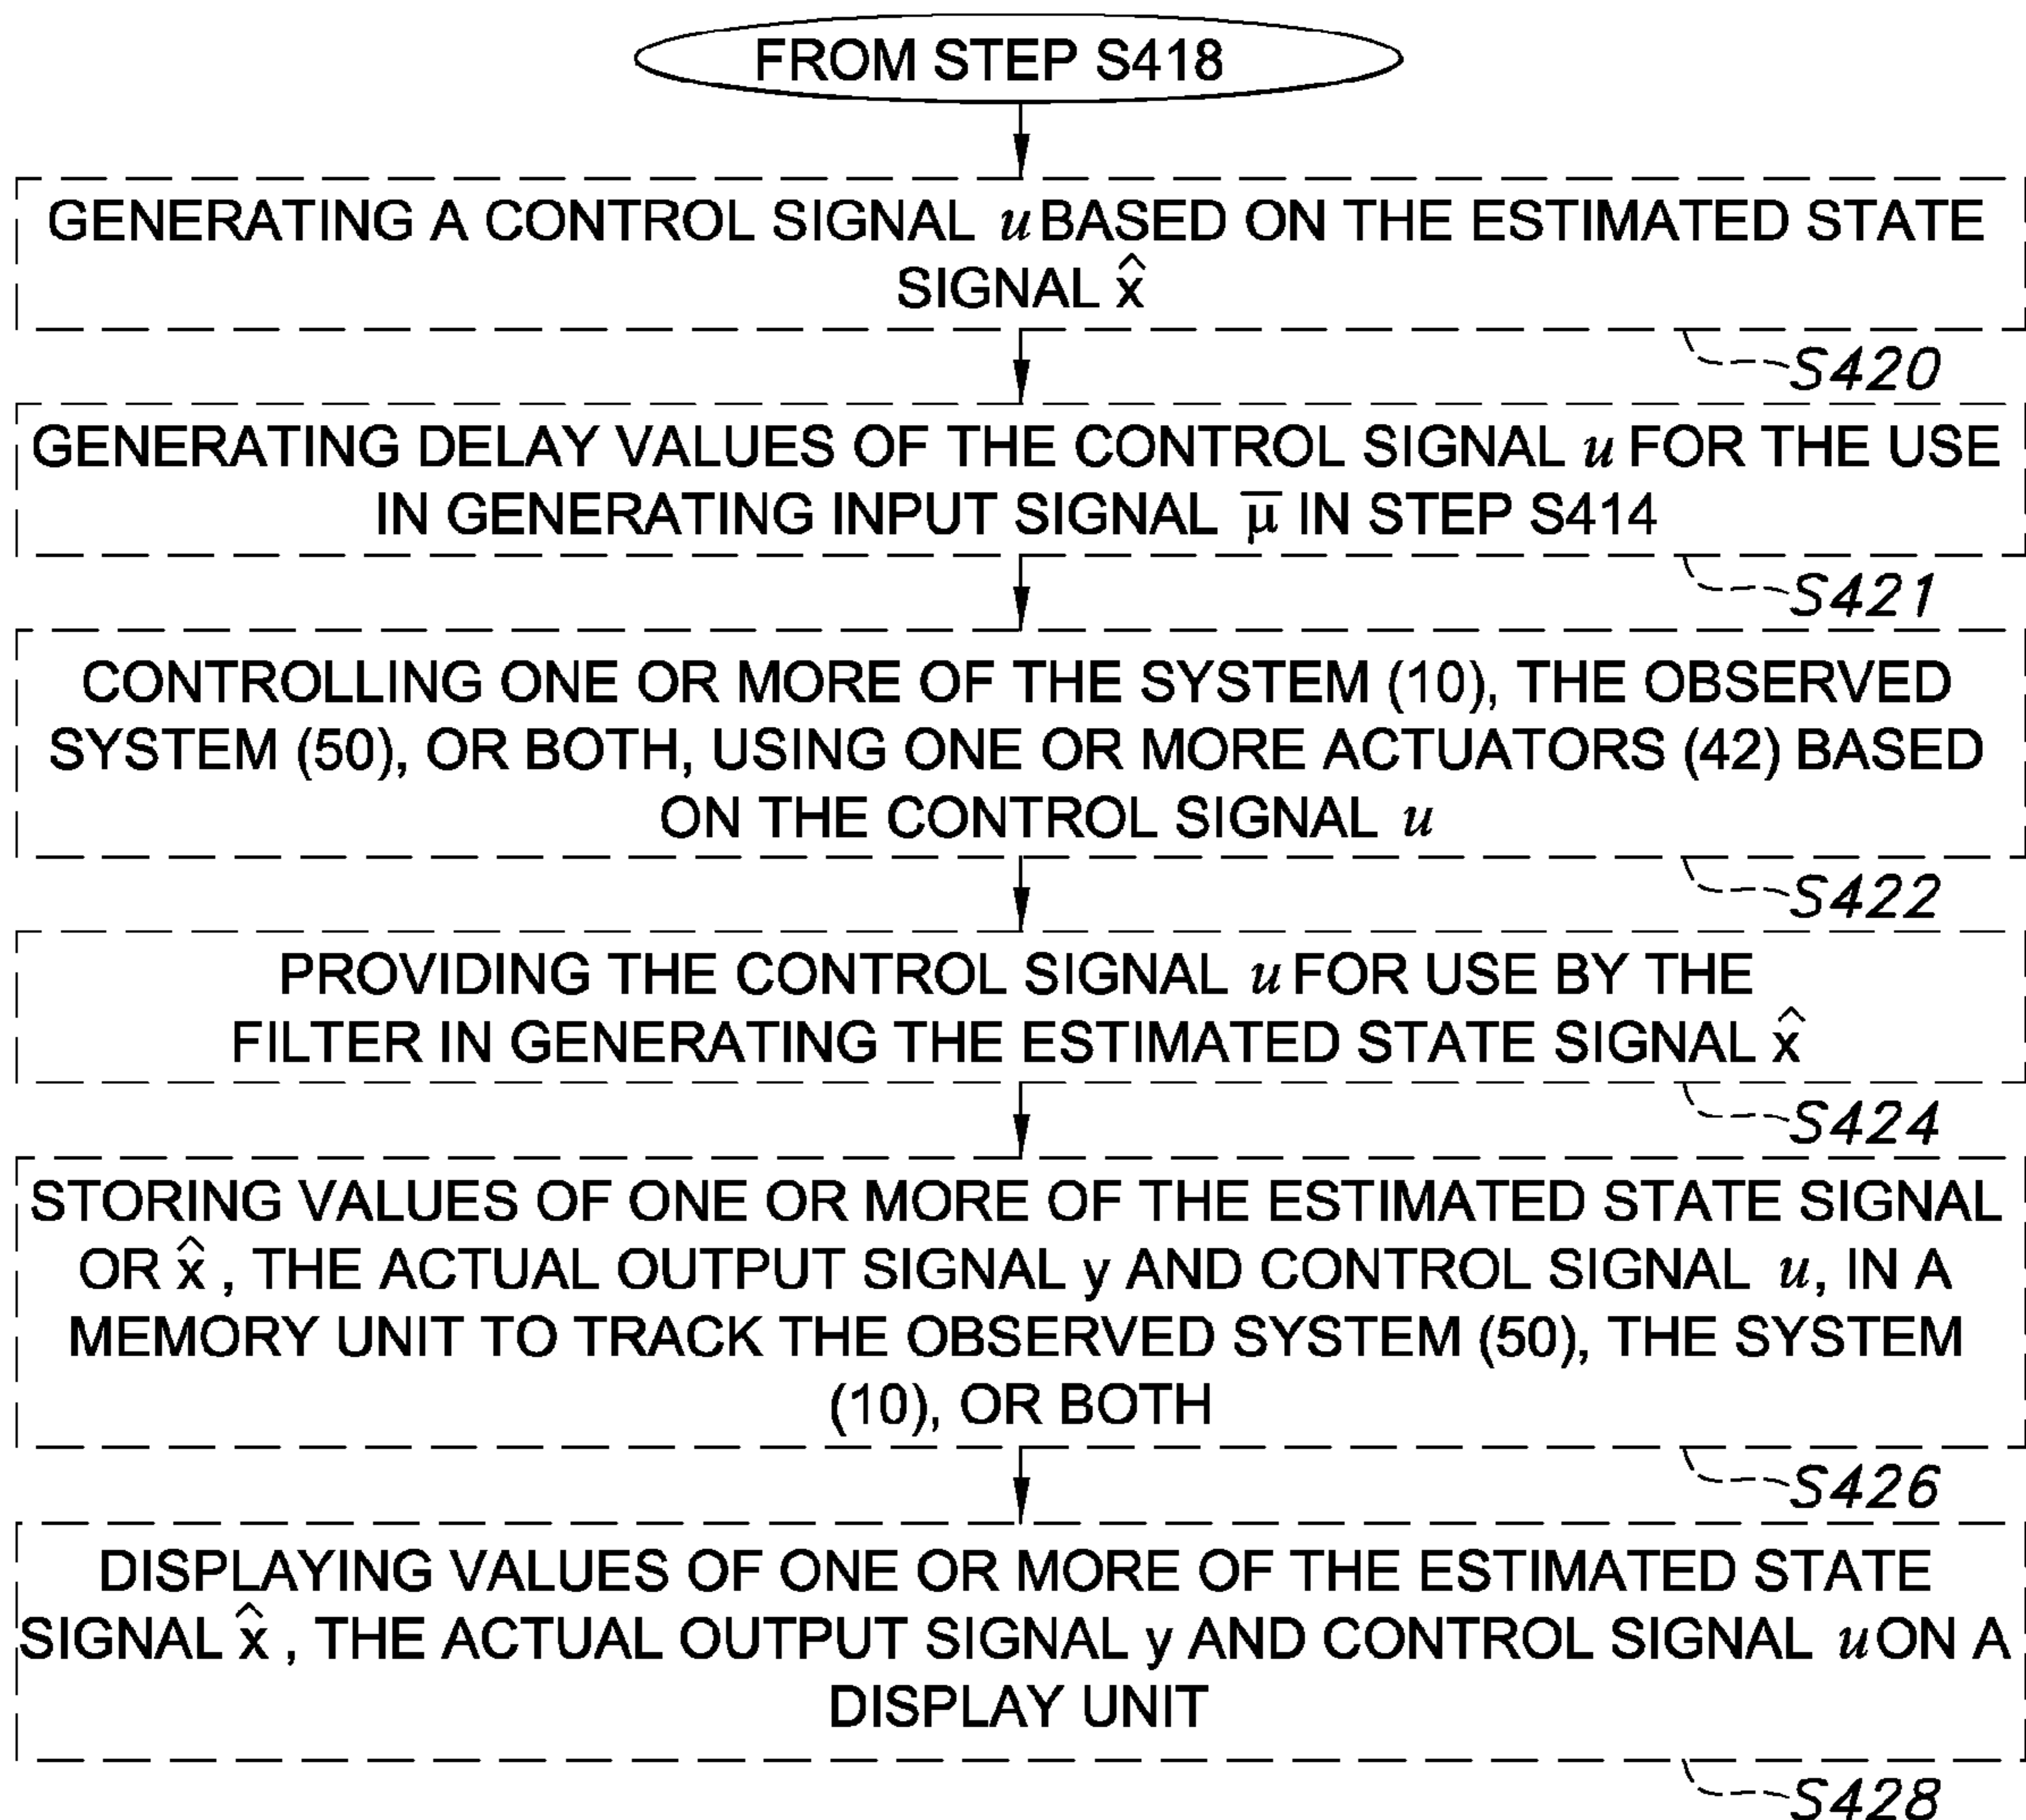 FROM STEP S418
GENERATING A CONTROL SIGNAL u BASED ON THE ESTIMATED STATE
SIGNAL x̂
S420
GENERATING DELAY VALUES OF THE CONTROL SIGNAL u FOR THE USE
IN GENERATING INPUT SIGNAL μ̅ IN STEP S414
S421
CONTROLLING ONE OR MORE OF THE SYSTEM (10), THE OBSERVED
SYSTEM (50), OR BOTH, USING ONE OR MORE ACTUATORS (42) BASED
ON THE CONTROL SIGNAL u
S422
PROVIDING THE CONTROL SIGNAL u FOR USE BY THE
FILTER IN GENERATING THE ESTIMATED STATE SIGNAL x̂
S424
STORING VALUES OF ONE OR MORE OF THE ESTIMATED STATE SIGNAL
OR x̂ , THE ACTUAL OUTPUT SIGNAL y AND CONTROL SIGNAL u, IN A
MEMORY UNIT TO TRACK THE OBSERVED SYSTEM (50), THE SYSTEM
(10), OR BOTH
S426
DISPLAYING VALUES OF ONE OR MORE OF THE ESTIMATED STATE
SIGNAL x̂ , THE ACTUAL OUTPUT SIGNAL y AND CONTROL SIGNAL u ON A
DISPLAY UNIT
S428